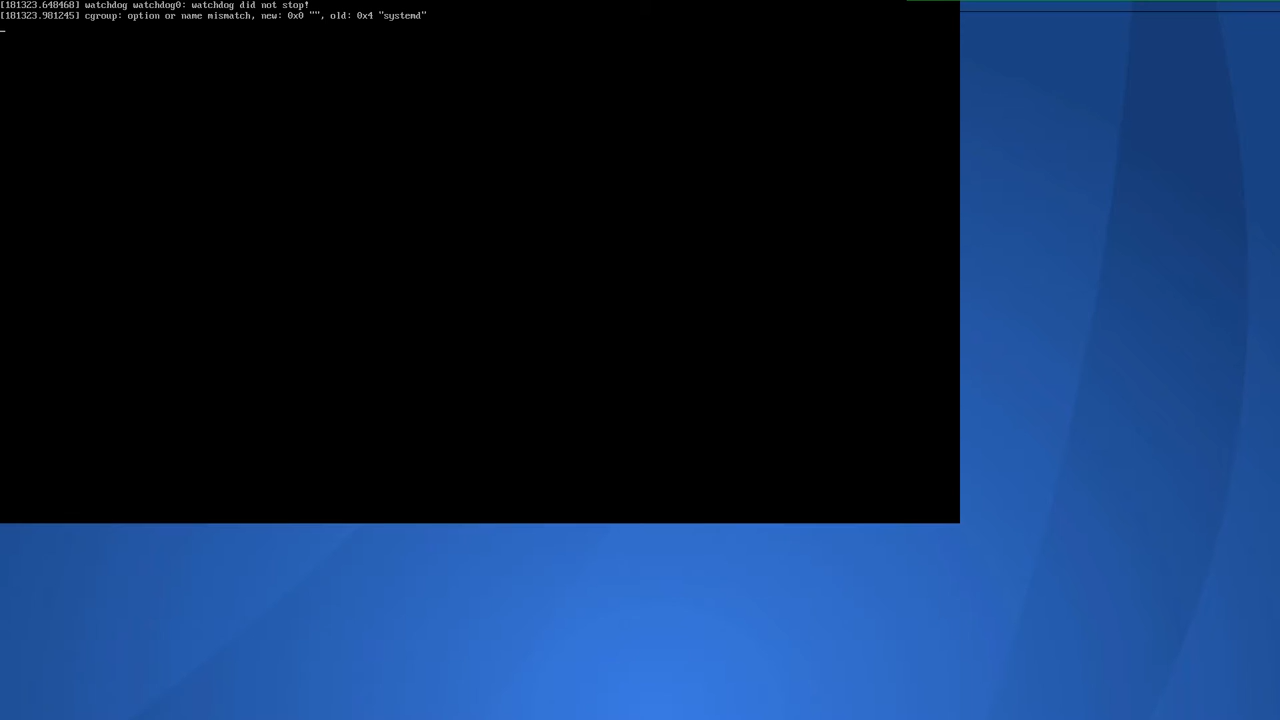 [181323.648468] watchdog watchdog0: watchdog did not stop!
[181323.981245] cgroup: option or name mismatch, new: 0x0 "", old: 0x4 "systemd"